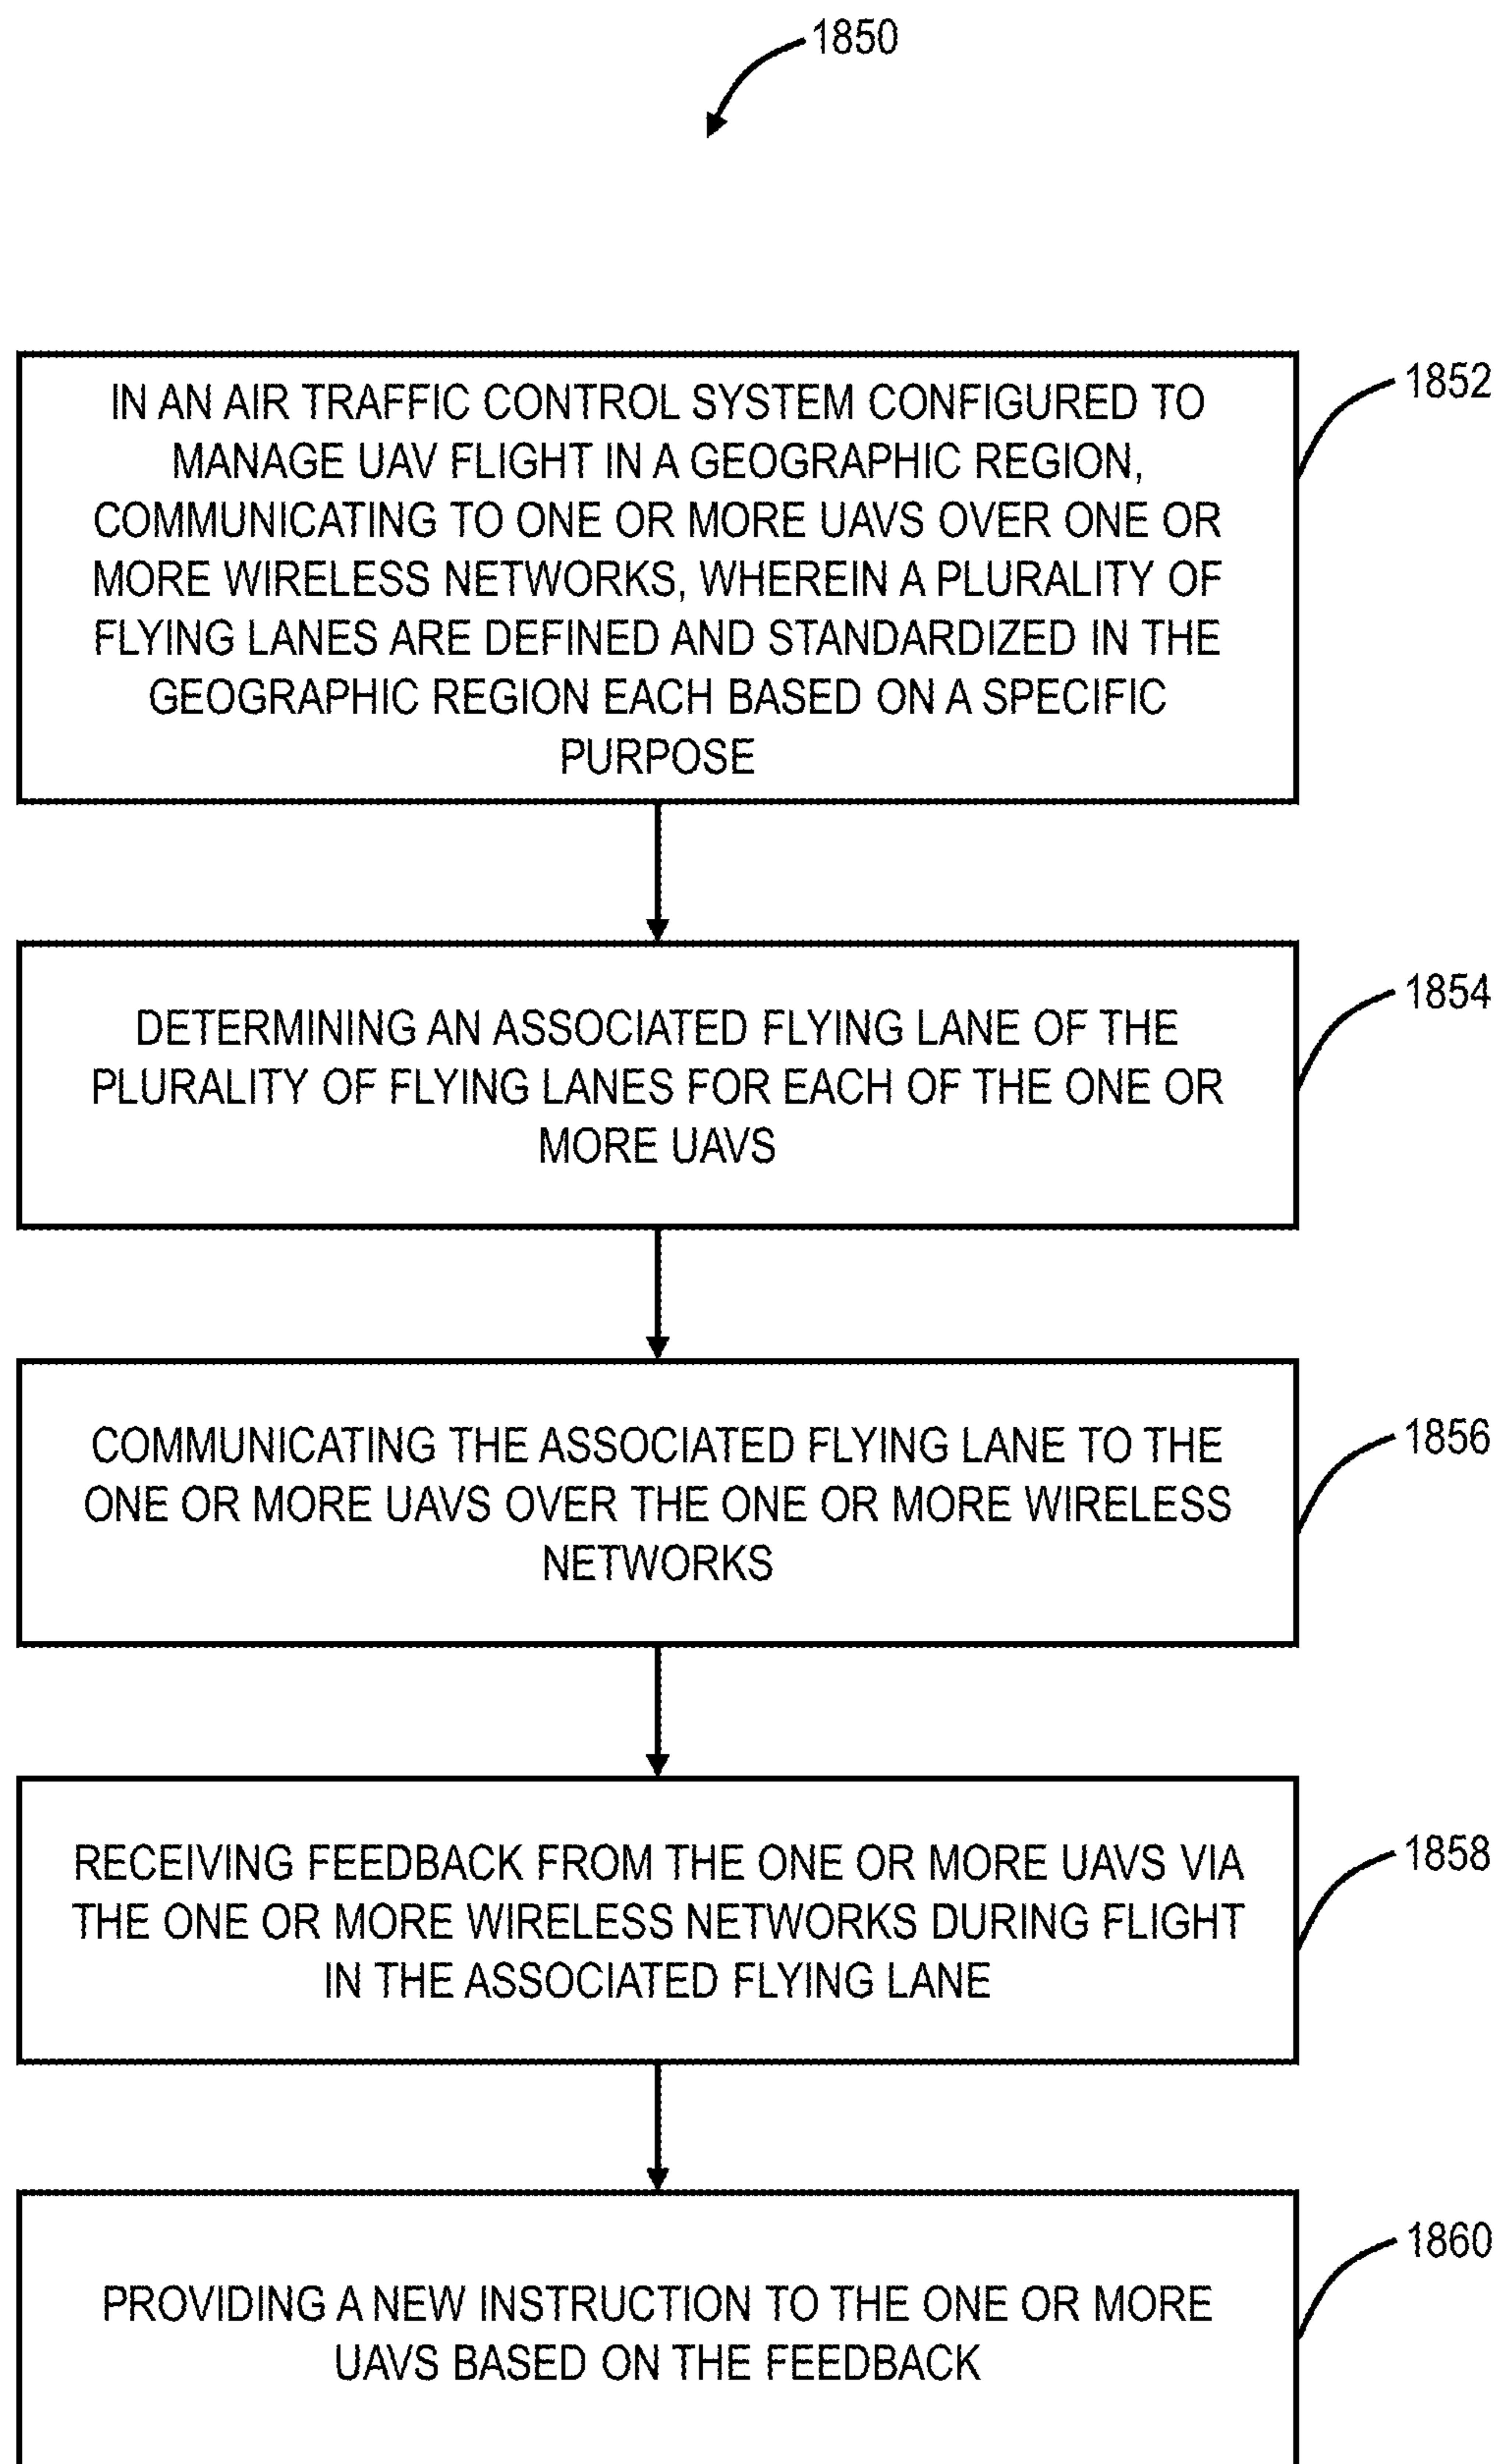 1850
IN AN AIR TRAFFIC CONTROL SYSTEM CONFIGURED TO
MANAGE UAV FLIGHT IN A GEOGRAPHIC REGION,
COMMUNICATING TO ONE OR MORE UAVS OVER ONE OR
MORE WIRELESS NETWORKS, WHEREIN A PLURALITY OF
FLYING LANES ARE DEFINED AND STANDARDIZED IN THE
GEOGRAPHIC REGION EACH BASED ON A SPECIFIC
PURPOSE
1852
DETERMINING AN ASSOCIATED FLYING LANE OF THE
PLURALITY OF FLYING LANES FOR EACH OF THE ONE OR
MORE UAVS
1854
COMMUNICATING THE ASSOCIATED FLYING LANE TO THE
ONE OR MORE UAVS OVER THE ONE OR MORE WIRELESS
NETWORKS
1856
RECEIVING FEEDBACK FROM THE ONE OR MORE UAVS VIA
THE ONE OR MORE WIRELESS NETWORKS DURING FLIGHT
IN THE ASSOCIATED FLYING LANE
1858
PROVIDING A NEW INSTRUCTION TO THE ONE OR MORE
UAVS BASED ON THE FEEDBACK
1860